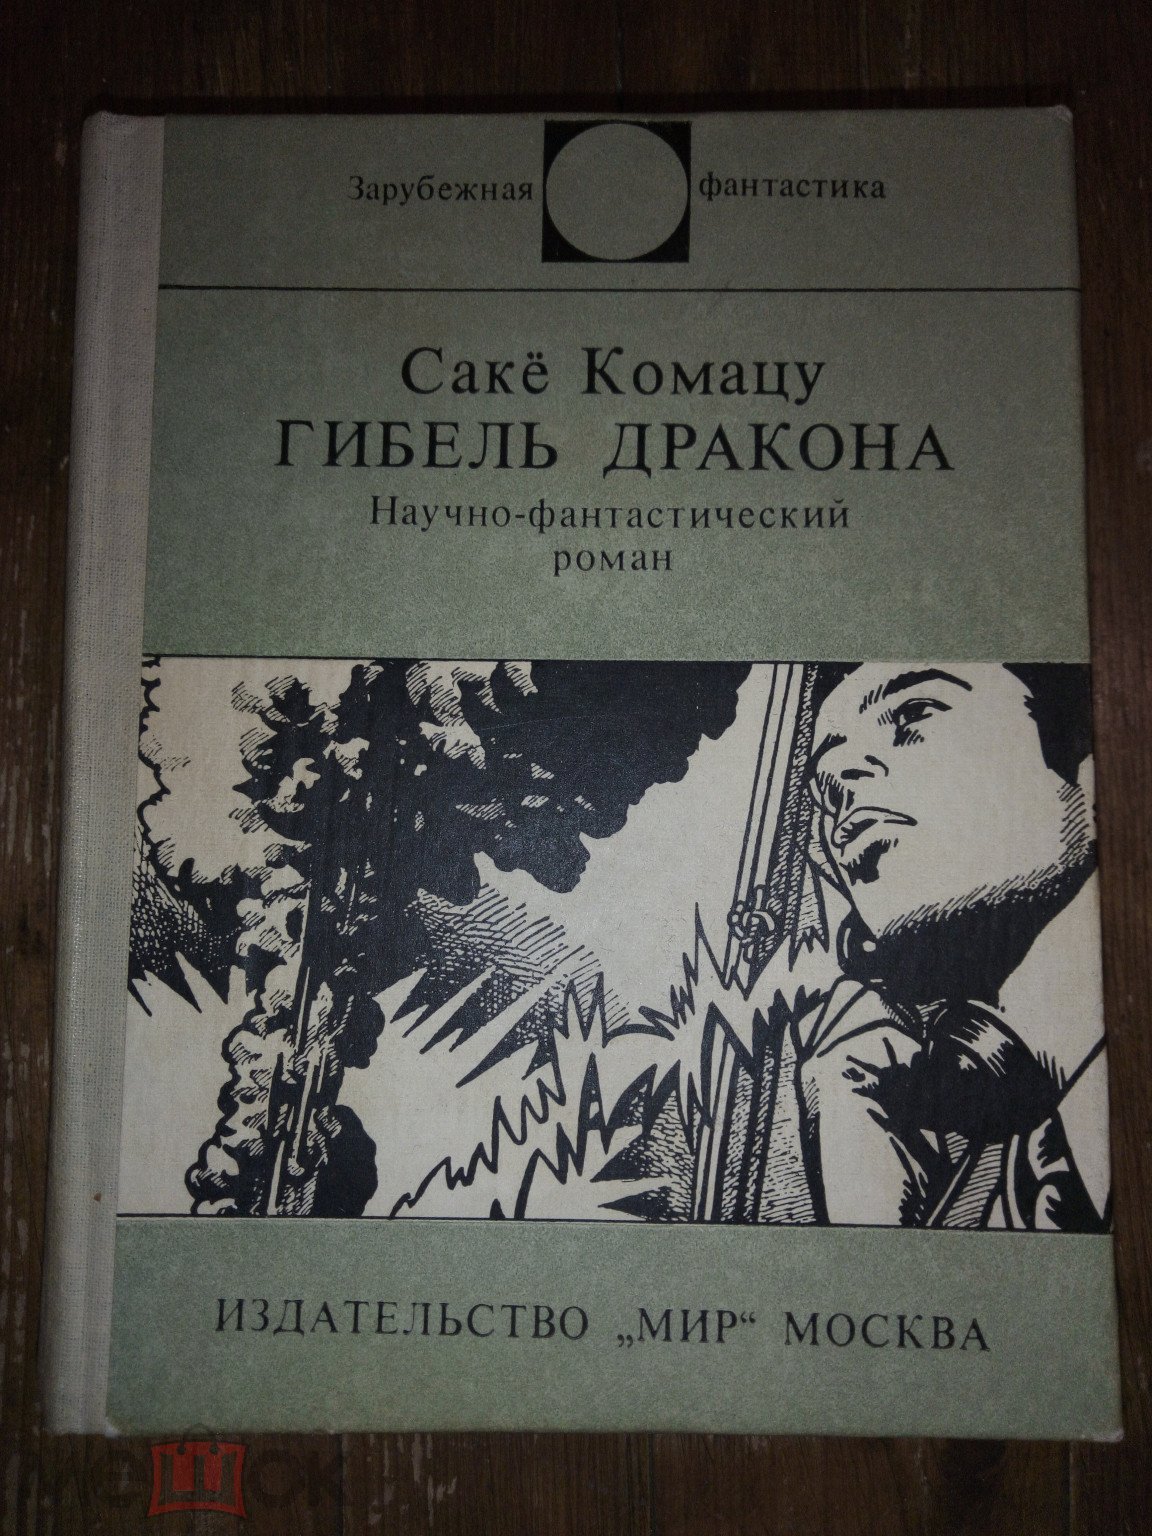 Зарубежная фантастика
Сакё Комацу
ГИБЕЛЬ ДРАКОНА
Научно-фантастический
роман
ИЗДАТЕЛЬСТВО „МИР“ МОСКВА